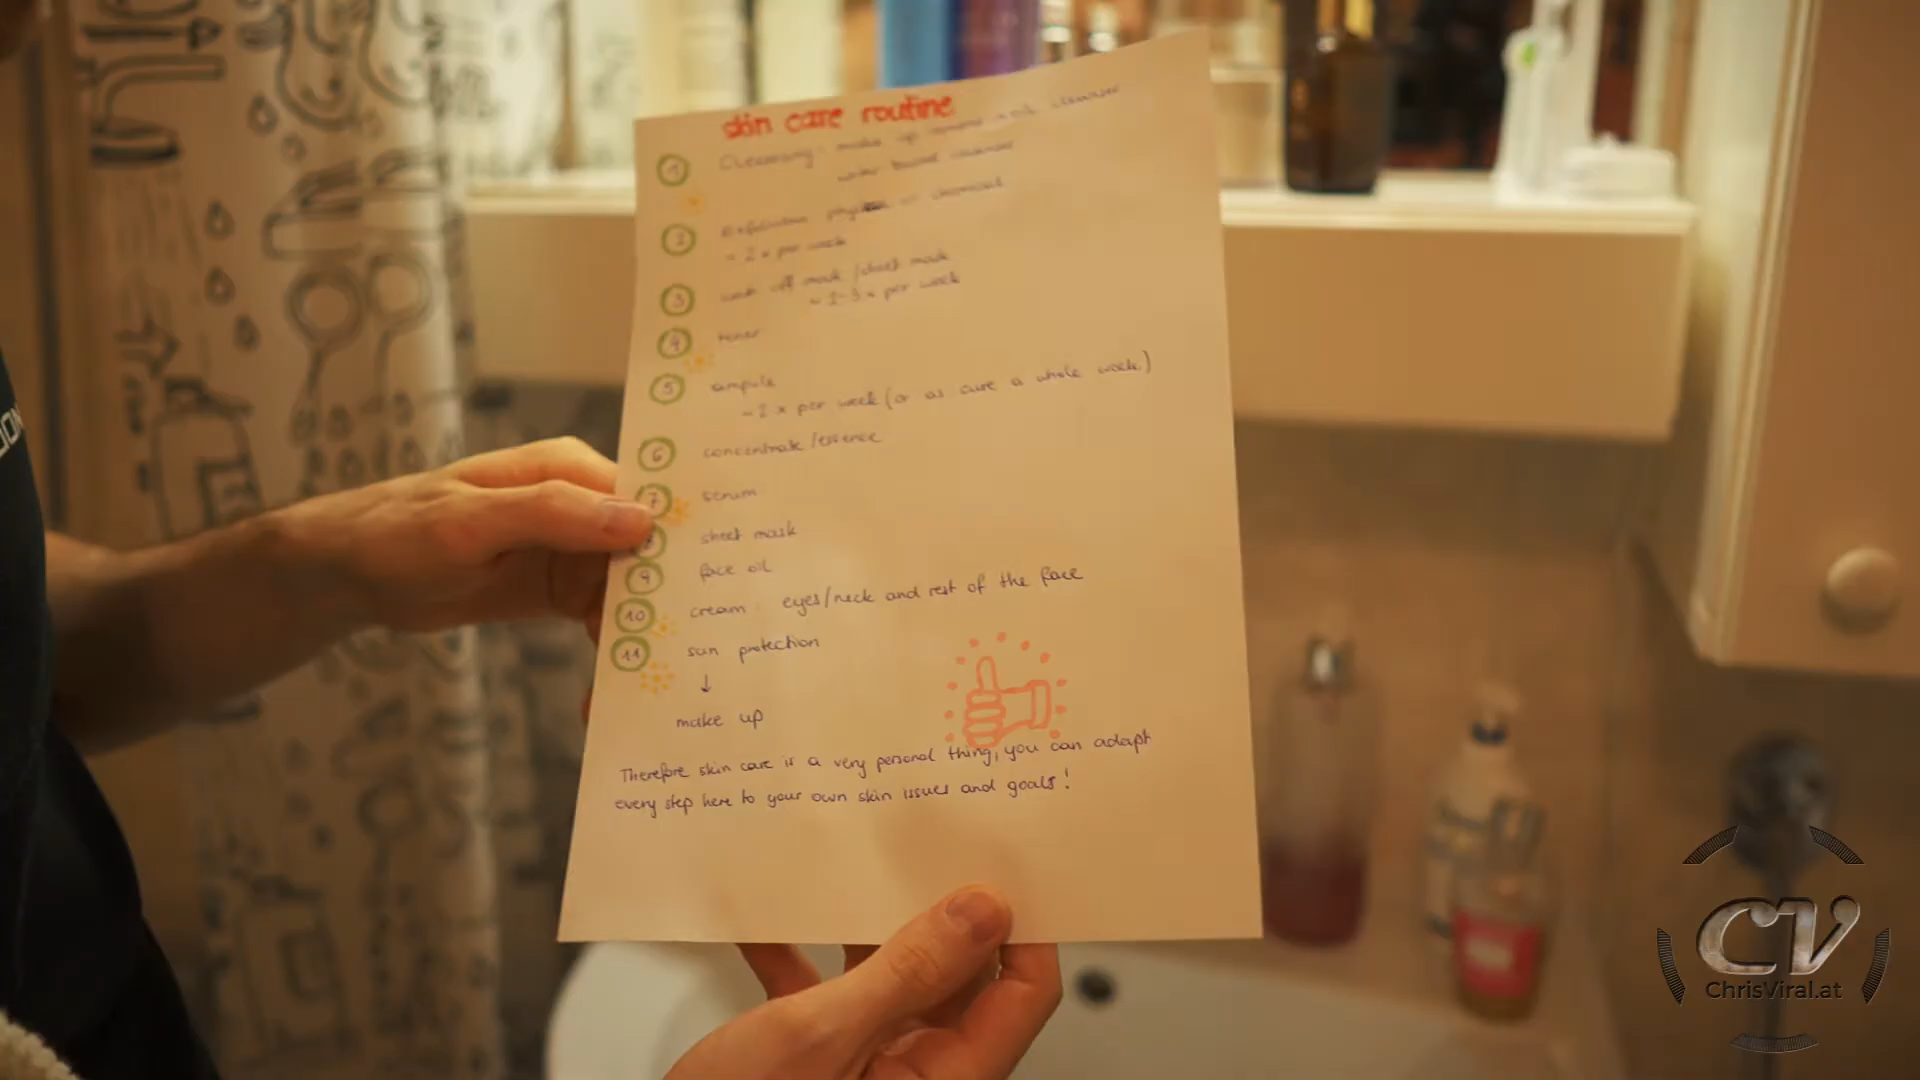 skin care routine
1 Cleansing: make up remover + oil cleanser
water based cleanser
2 Exfoliation physical or chemical
~ 2 x per week
3 wash off mask / sheet mask
~ 2-3 x per week
4 toner
5 ampule
~ 2 x per week (or as cure a whole week)
6 concentrate / essence
7 serum
8 sheet mask
9 face oil
10 cream: eyes/neck and rest of the face
11 sun protection
↓
make up
Therefore skin care is a very personal thing, you can adapt
every step here to your own skin issues and goals!
CV
ChrisViral.at